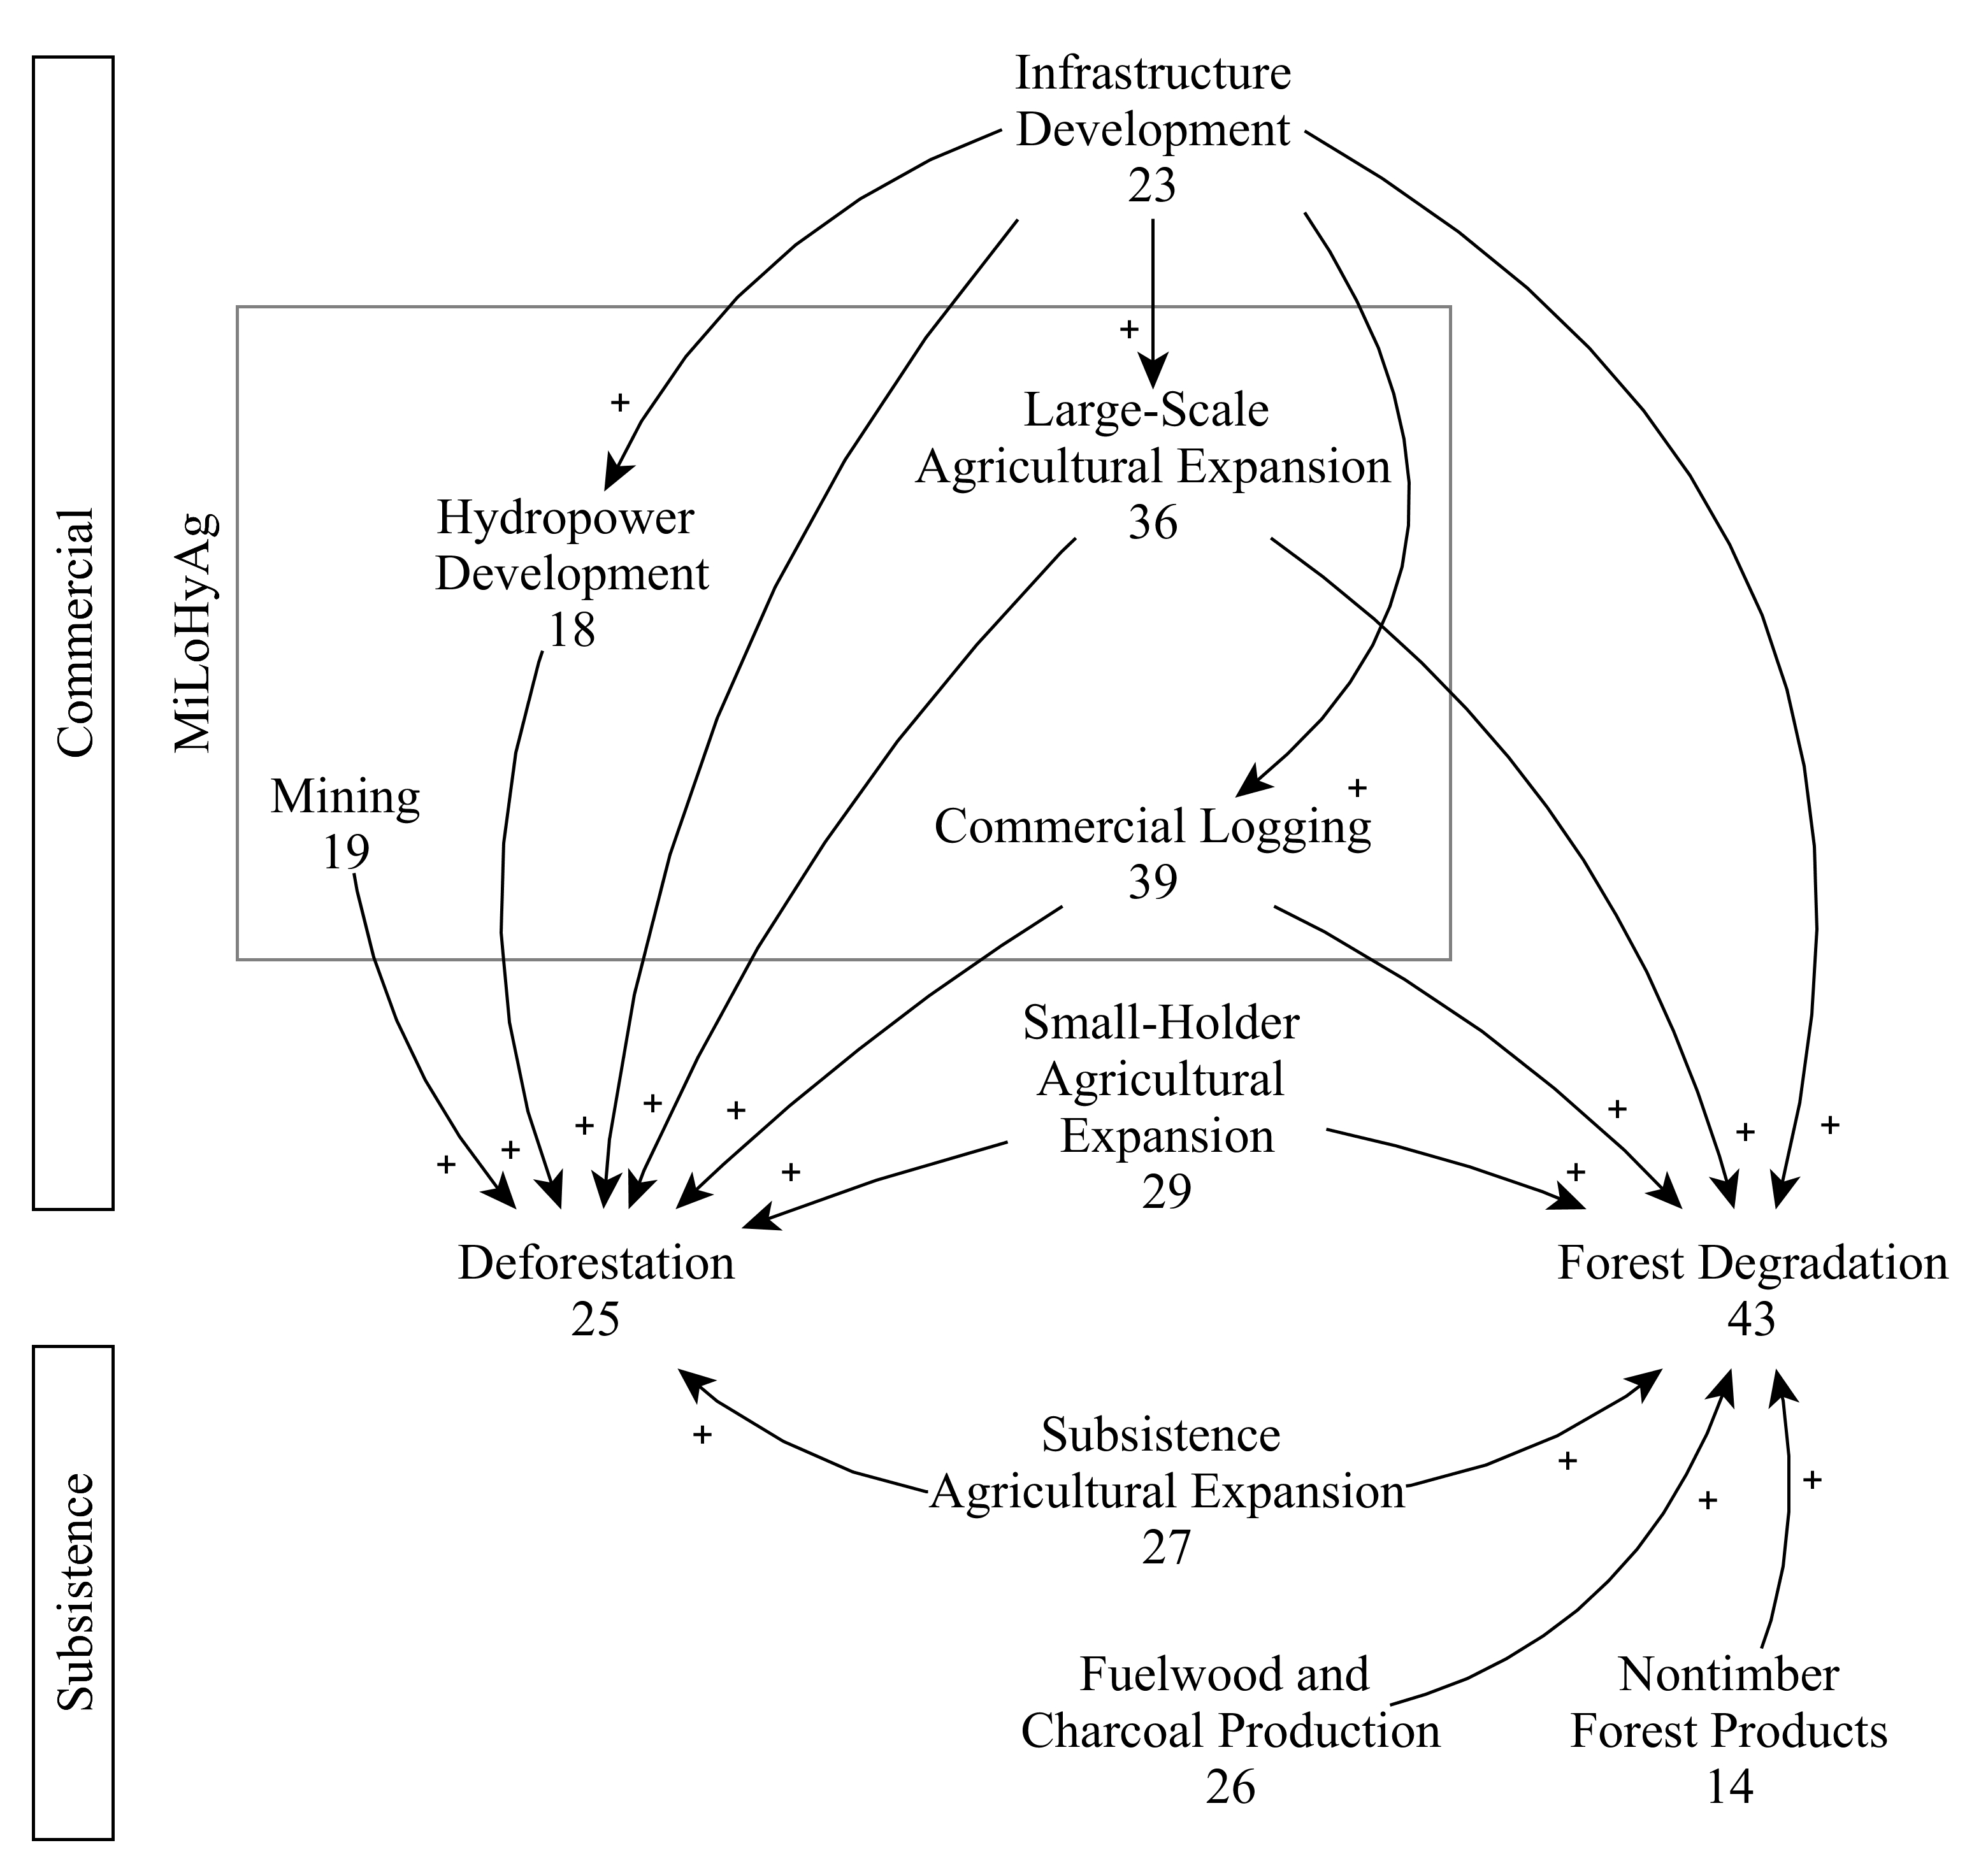 Infrastructure
Development
23
+
+
Large-Scale
Agricultural Expansion
36
Hydropower
Development
18
Commercial
MiLoHyAg
Mining
19
+
Commercial Logging
39
Small-Holder
Agricultural
Expansion
29
+
+
+
+
+
+
+
+
+
+
Deforestation
25
Forest Degradation
43
Subsistence
+
+
+
+
Subsistence
Agricultural Expansion
27
Fuelwood and
Charcoal Production
26
Nontimber
Forest Products
14